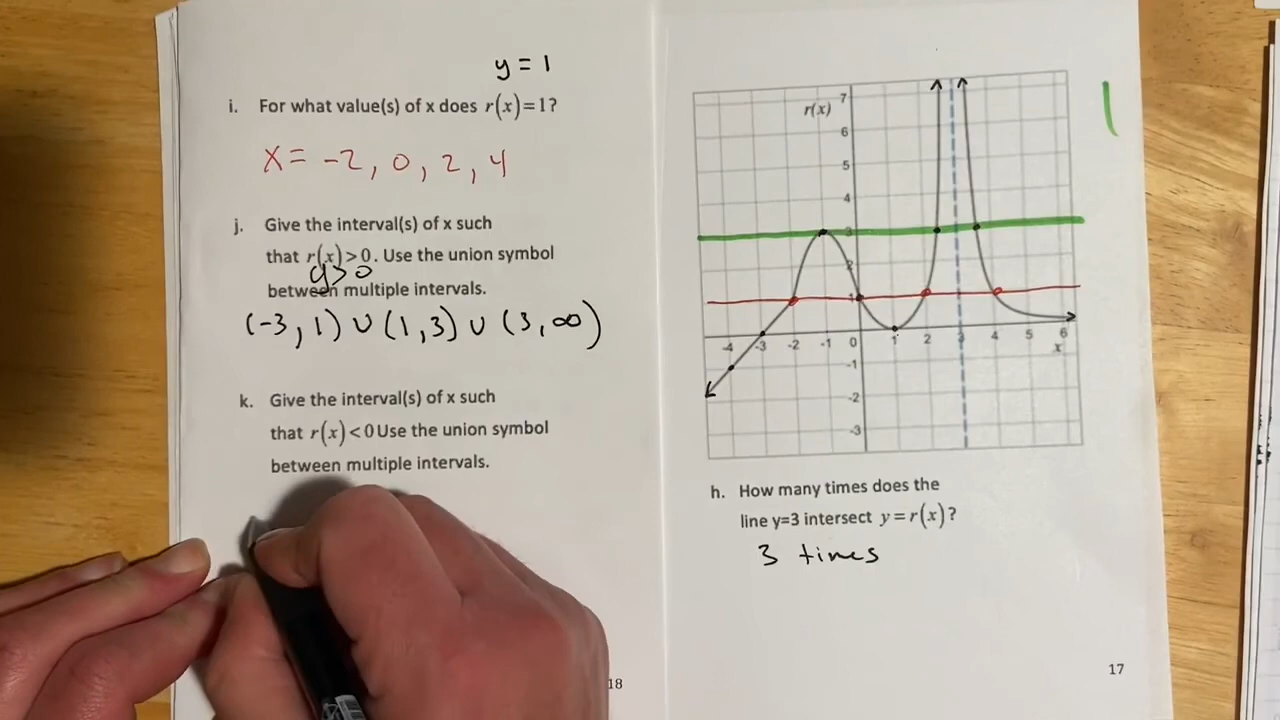 y = 1
i. For what value(s) of x does r(x)=1?
x = -2, 0, 2, 4
j. Give the interval(s) of x such
that r(x)>0. Use the union symbol
y>0
between multiple intervals.
(-3, 1) ∪ (1, 3) ∪ (3, ∞)
k. Give the interval(s) of x such
that r(x)<0 Use the union symbol
between multiple intervals.
18
r(x)
7
6
5
4
3
2
1
-4 -3 -2 -1 0 1 2 3 4 5 6
x
-1
-2
-3
h. How many times does the
line y=3 intersect y=r(x)?
3 times
17